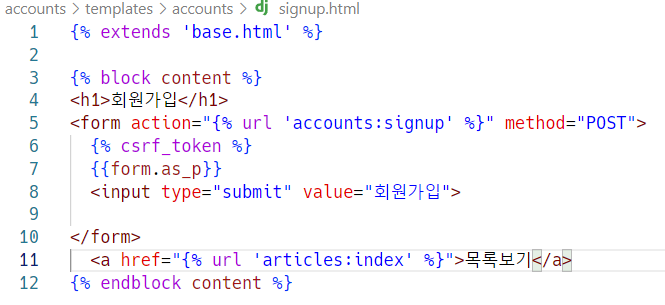 accounts > templates > accounts > dj signup.html
1 {% extends 'base.html' %}
2
3 {% block content %}
4 <h1>회원가입</h1>
5 <form action="{% url 'accounts:signup' %}" method="POST">
6 {% csrf_token %}
7 {{form.as_p}}
8 <input type="submit" value="회원가입">
9
10 </form>
11 <a href="{% url 'articles:index' %}">목록보기</a>
12 {% endblock content %}